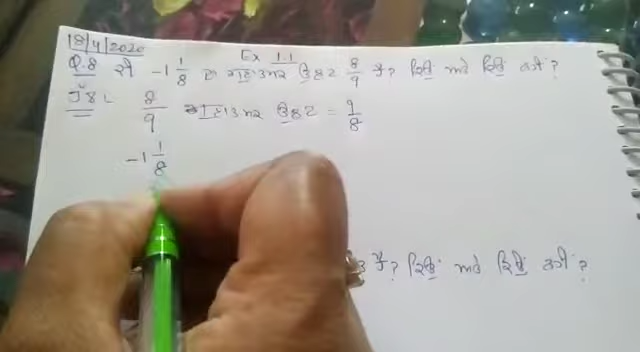 18/4/2020
Ex 1.1
Q.8 ਕੀ -1 1/8 ਦਾ ਗੁਣਾਤਮਕ ਉਲਟ 8/9 ਹੈ? ਕਿਉਂ ਅਤੇ ਕਿਉਂ ਨਹੀਂ?
ਹੱਲ: 8/9 ਗੁਣਾਤਮਕ ਉਲਟ = 9/8
-1 1/8
ਹੈ? ਕਿਉਂ ਅਤੇ ਕਿਉਂ ਨਹੀਂ?